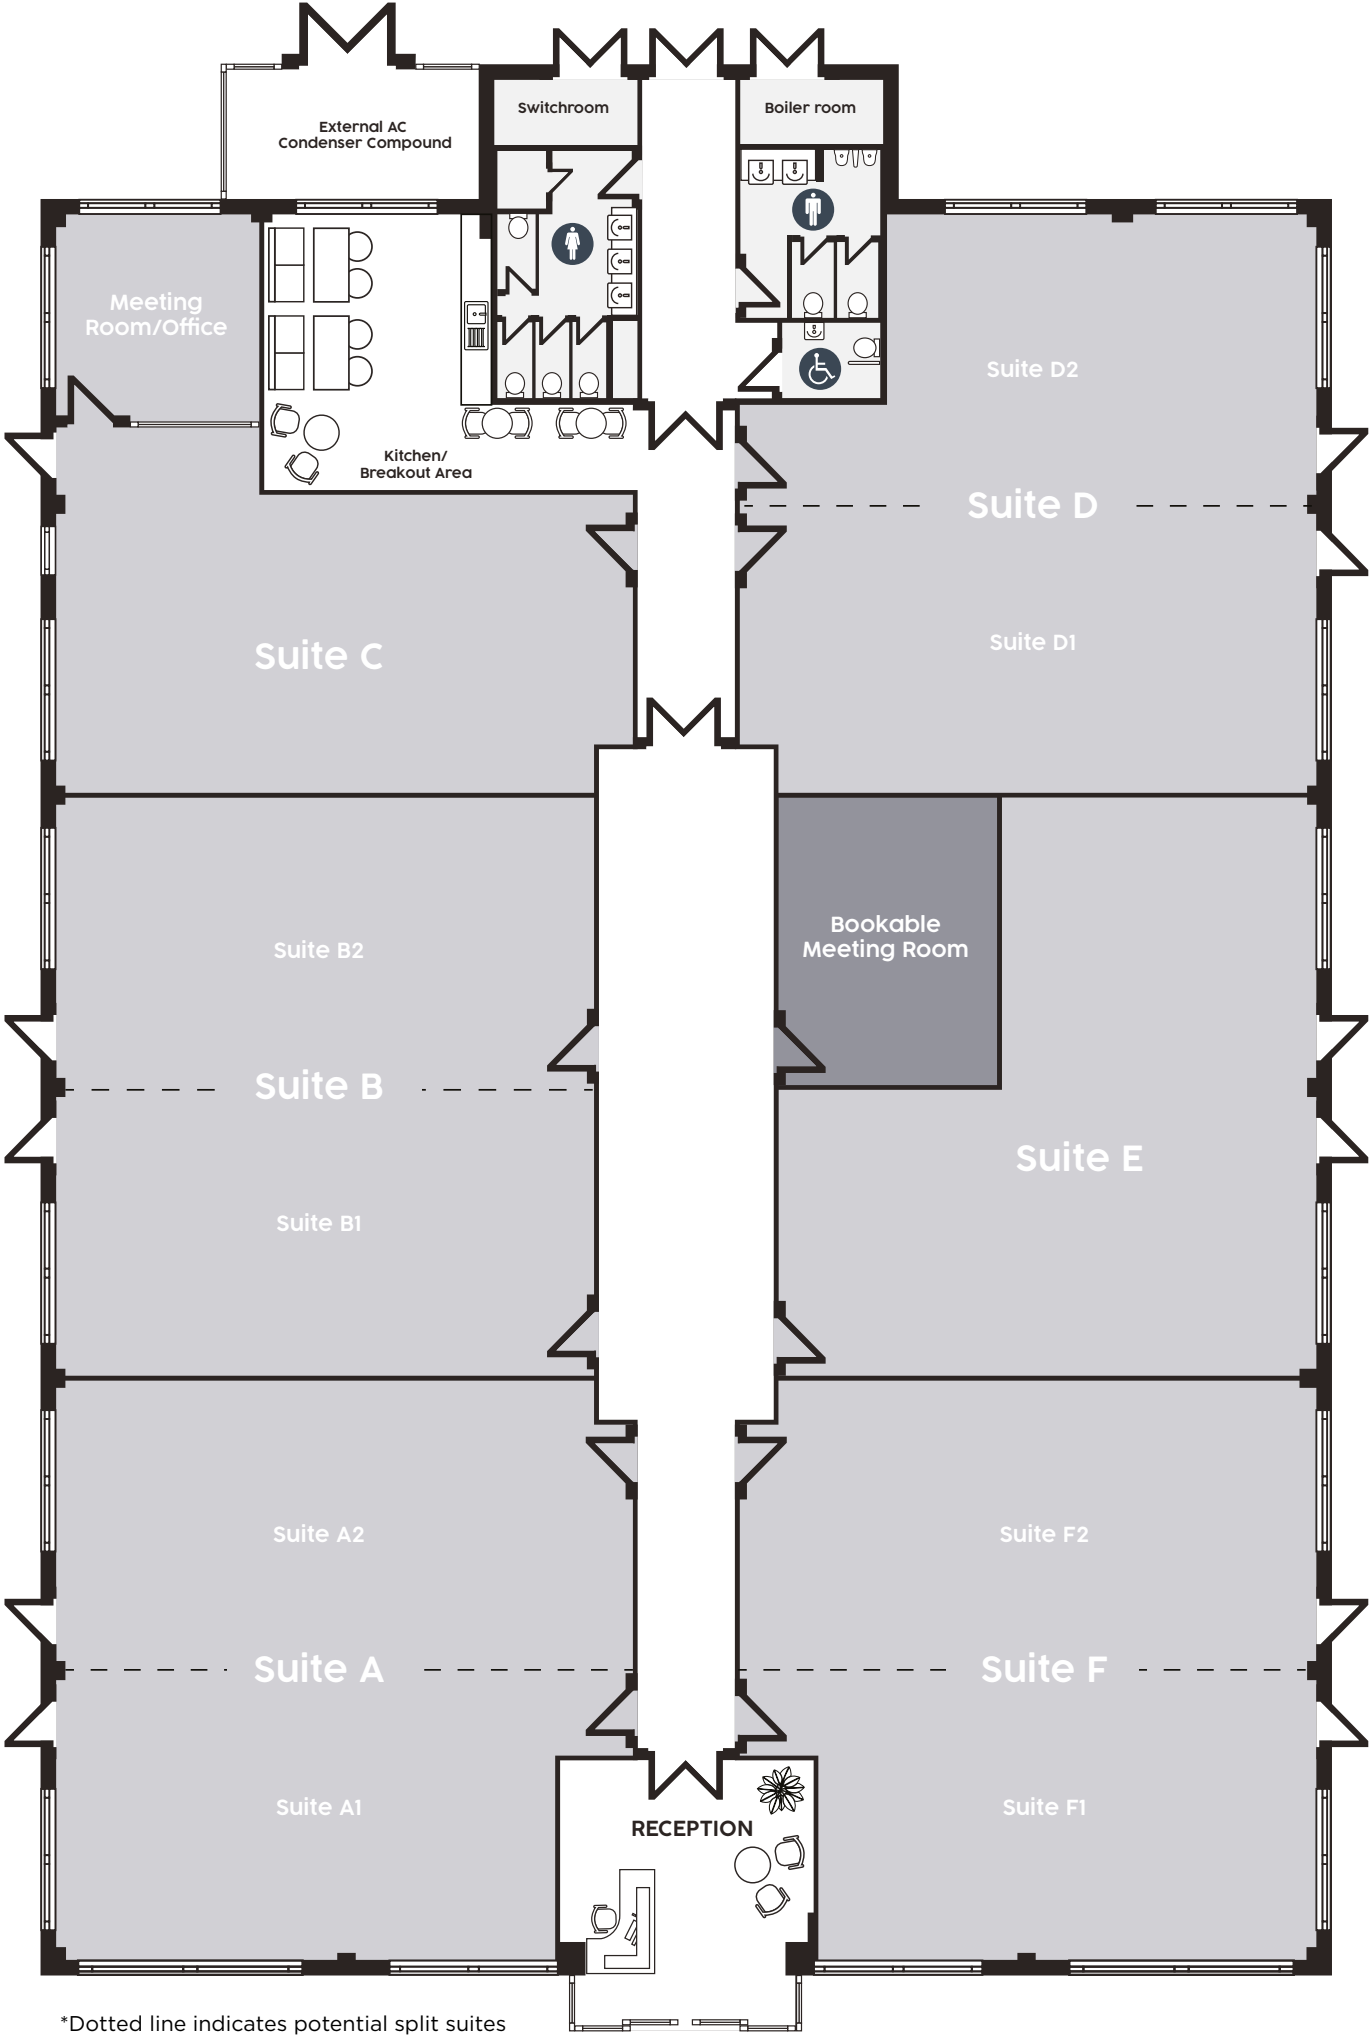 Switchroom
Boiler room
External AC
Condenser Compound
Meeting
Room/Office
Kitchen/
Breakout Area
Suite D2
Suite D
Suite D1
Suite C
Bookable
Meeting Room
Suite B2
Suite B
Suite B1
Suite E
Suite A2
Suite F2
Suite A
Suite F
Suite A1
Suite F1
RECEPTION
*Dotted line indicates potential split suites